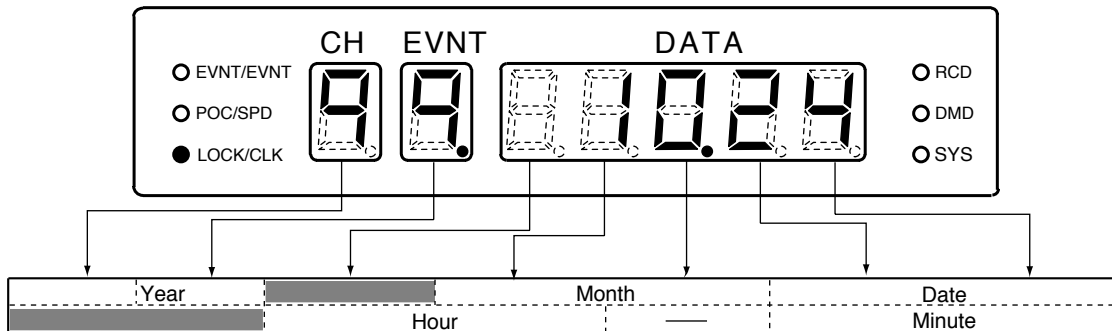 CH EVNT DATA
EVNT/EVNT
POC/SPD
LOCK/CLK
9 9. 10.24
RCD
DMD
SYS
Year Month Date
Hour — Minute